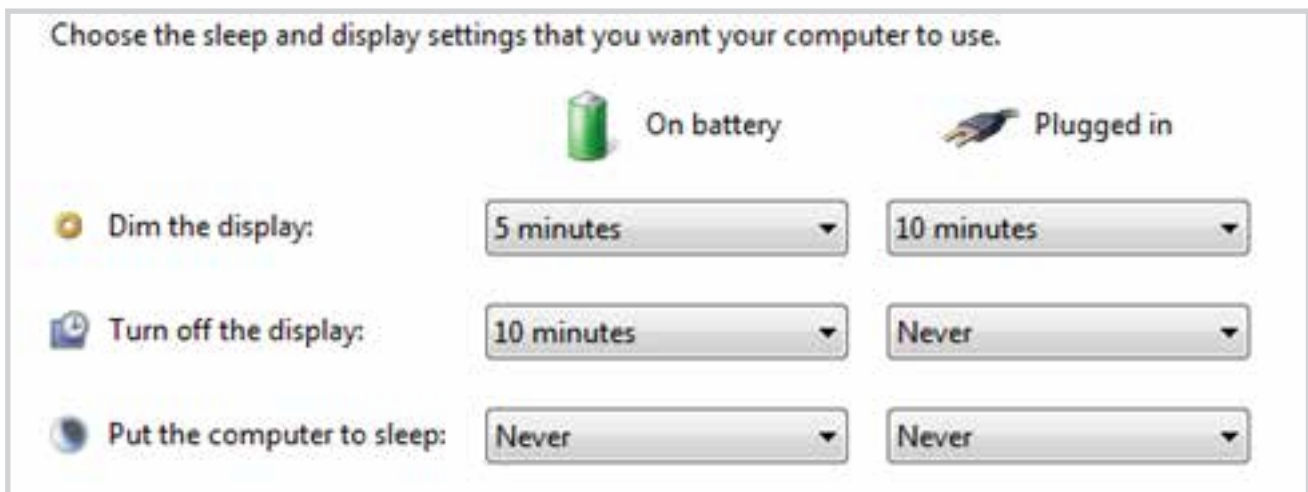 Choose the sleep and display settings that you want your computer to use.
On battery Plugged in
Dim the display: 5 minutes 10 minutes
Turn off the display: 10 minutes Never
Put the computer to sleep: Never Never